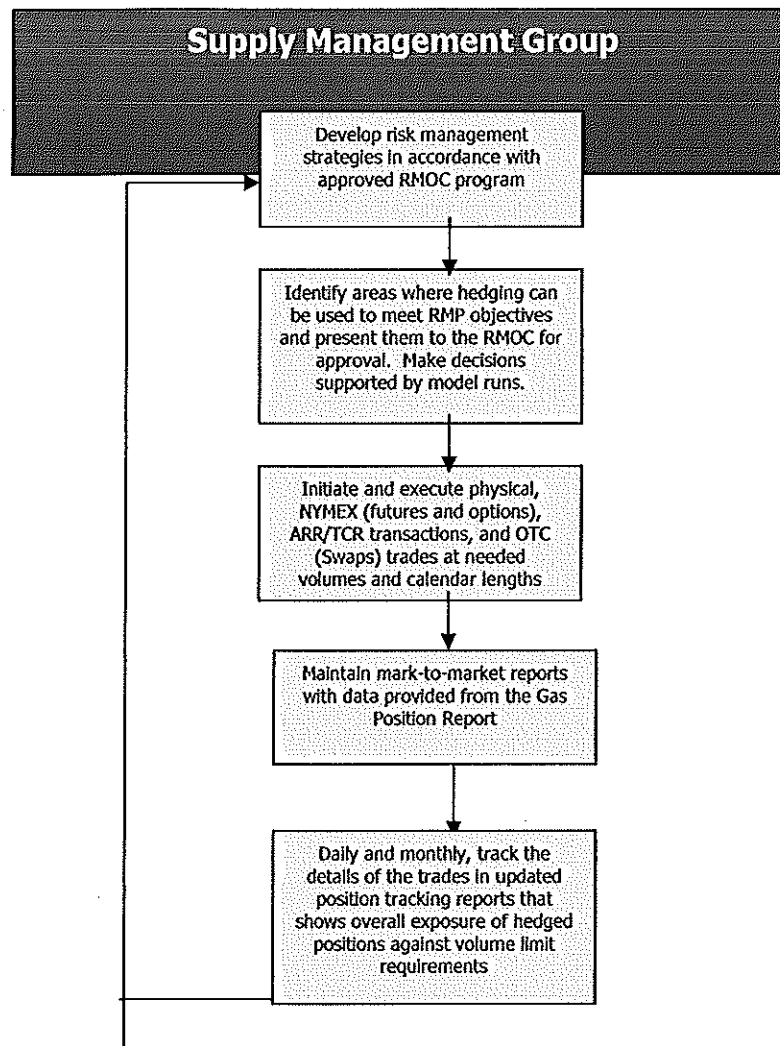 Supply Management Group
Develop risk management
strategies in accordance with
approved RMOC program
Identify areas where hedging can
be used to meet RMP objectives
and present them to the RMOC for
approval. Make decisions
supported by model runs.
Initiate and execute physical,
NYMEX (futures and options),
ARR/TCR transactions, and OTC
(Swaps) trades at needed
volumes and calendar lengths
Maintain mark-to-market reports
with data provided from the Gas
Position Report
Daily and monthly, track the
details of the trades in updated
position tracking reports that
shows overall exposure of hedged
positions against volume limit
requirements